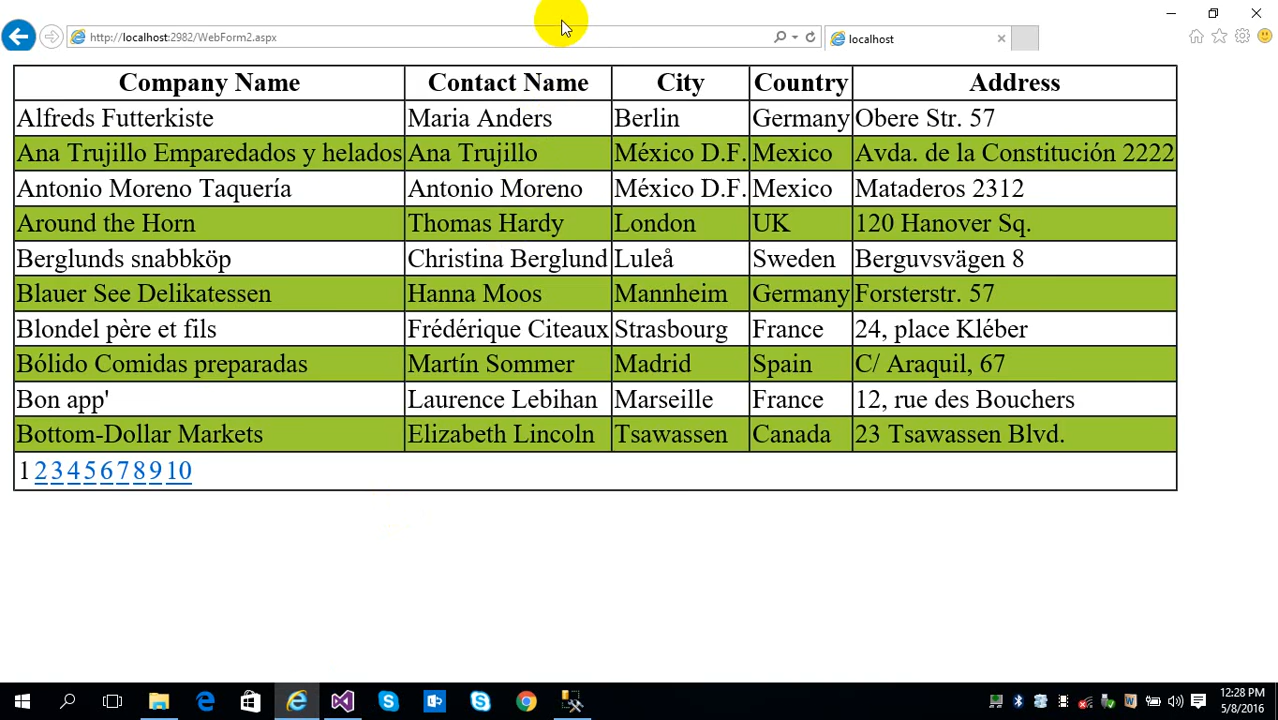 http://localhost:2982/WebForm2.aspx
localhost
Company Name Contact Name City Country Address
Alfreds Futterkiste Maria Anders Berlin Germany Obere Str. 57
Ana Trujillo Emparedados y helados Ana Trujillo México D.F. Mexico Avda. de la Constitución 2222
Antonio Moreno Taquería Antonio Moreno México D.F. Mexico Mataderos 2312
Around the Horn Thomas Hardy London UK 120 Hanover Sq.
Berglunds snabbköp Christina Berglund Luleå Sweden Berguvsvägen 8
Blauer See Delikatessen Hanna Moos Mannheim Germany Forsterstr. 57
Blondel père et fils Frédérique Citeaux Strasbourg France 24, place Kléber
Bólido Comidas preparadas Martín Sommer Madrid Spain C/ Araquil, 67
Bon app' Laurence Lebihan Marseille France 12, rue des Bouchers
Bottom-Dollar Markets Elizabeth Lincoln Tsawassen Canada 23 Tsawassen Blvd.
1 2 3 4 5 6 7 8 9 10
12:28 PM
5/8/2016